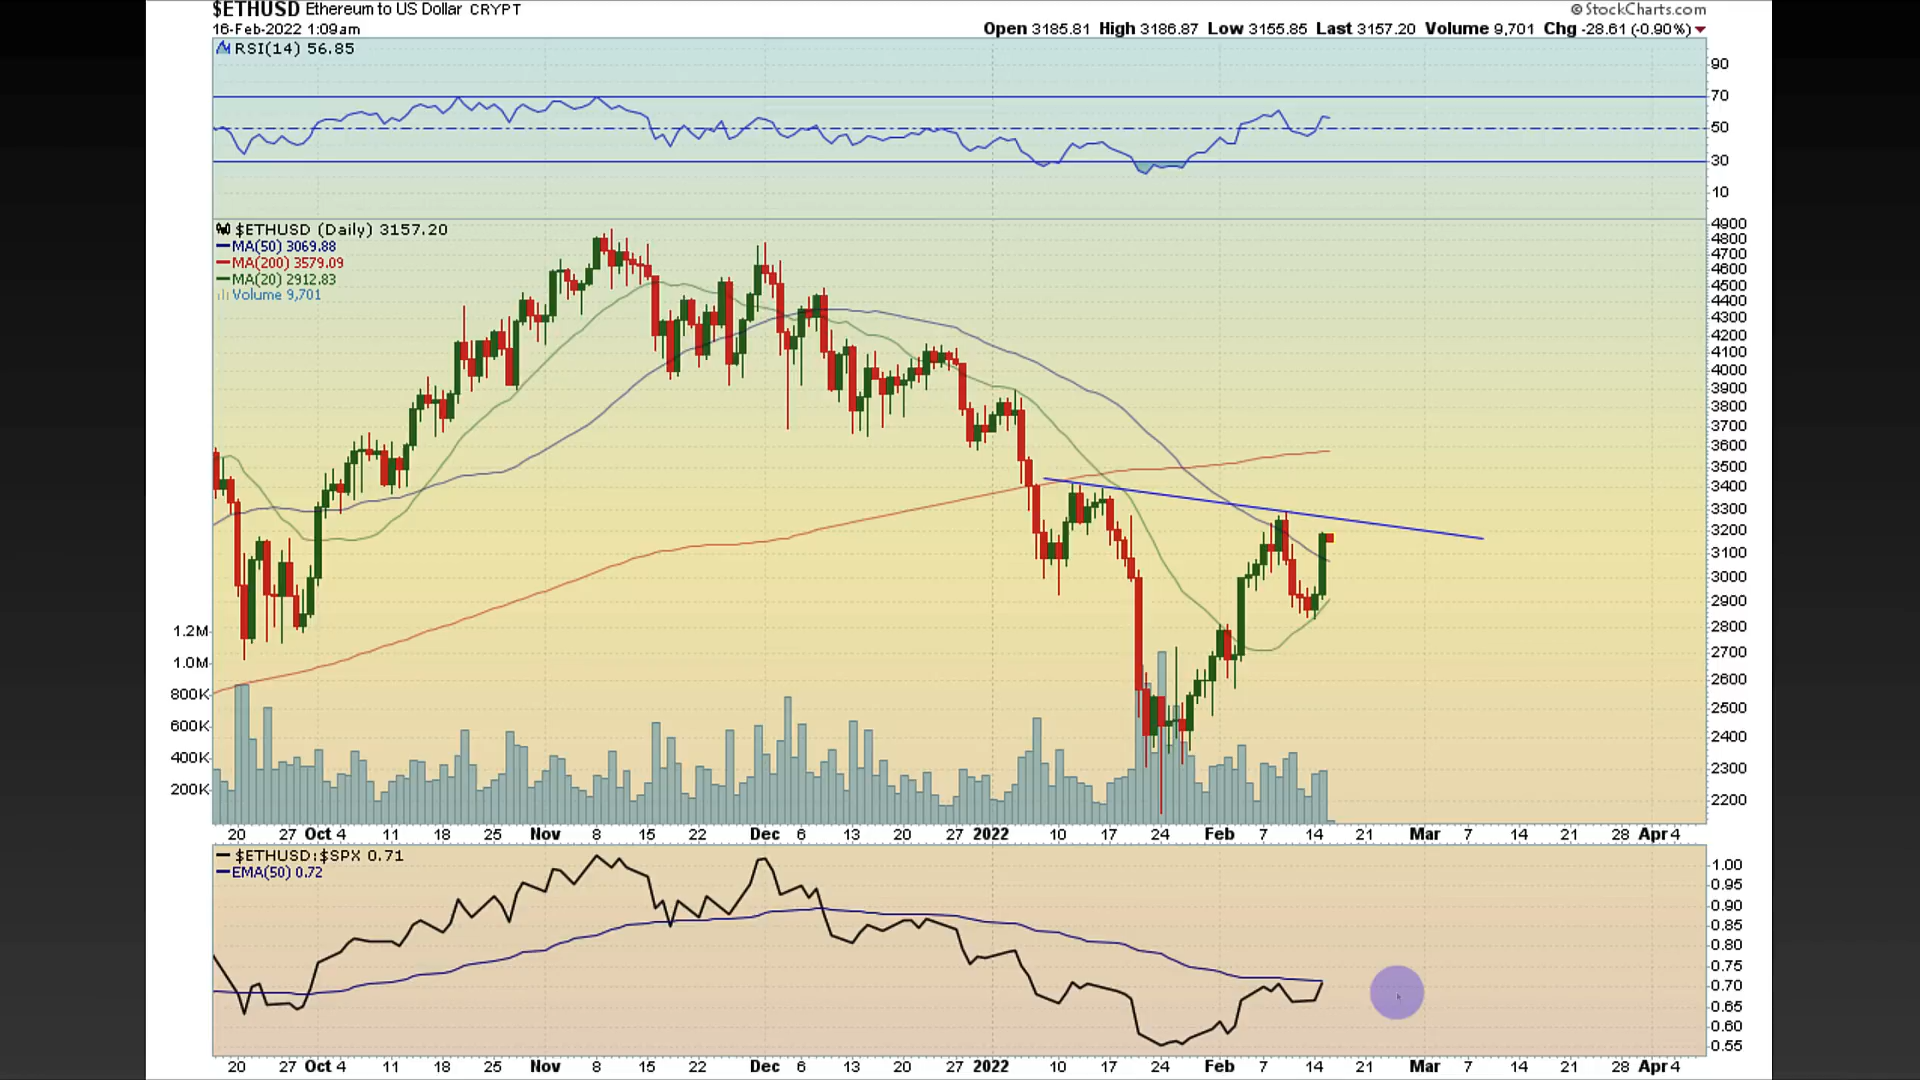 $ETHUSD Ethereum to US Dollar CRYPT
© StockCharts.com
16-Feb-2022 1:09am
Open 3185.81 High 3186.87 Low 3155.85 Last 3157.20 Volume 9,701 Chg -28.61 (-0.90%)
RSI(14) 56.85
90
70
50
30
10
$ETHUSD (Daily) 3157.20
MA(50) 3069.88
MA(200) 3579.09
MA(20) 2912.83
Volume 9,701
4900
4800
4700
4600
4500
4400
4300
4200
4100
4000
3900
3800
3700
3600
3500
3400
3300
3200
3100
3000
2900
2800
2700
2600
2500
2400
2300
2200
1.2M
1.0M
800K
600K
400K
200K
20 27 Oct 4 11 18 25 Nov 8 15 22 Dec 6 13 20 27 2022 10 17 24 Feb 7 14 21 Mar 7 14 21 28 Apr 4
$ETHUSD:$SPX 0.71
EMA(50) 0.72
1.00
0.95
0.90
0.85
0.80
0.75
0.70
0.65
0.60
0.55
20 27 Oct 4 11 18 25 Nov 8 15 22 Dec 6 13 20 27 2022 10 17 24 Feb 7 14 21 Mar 7 14 21 28 Apr 4